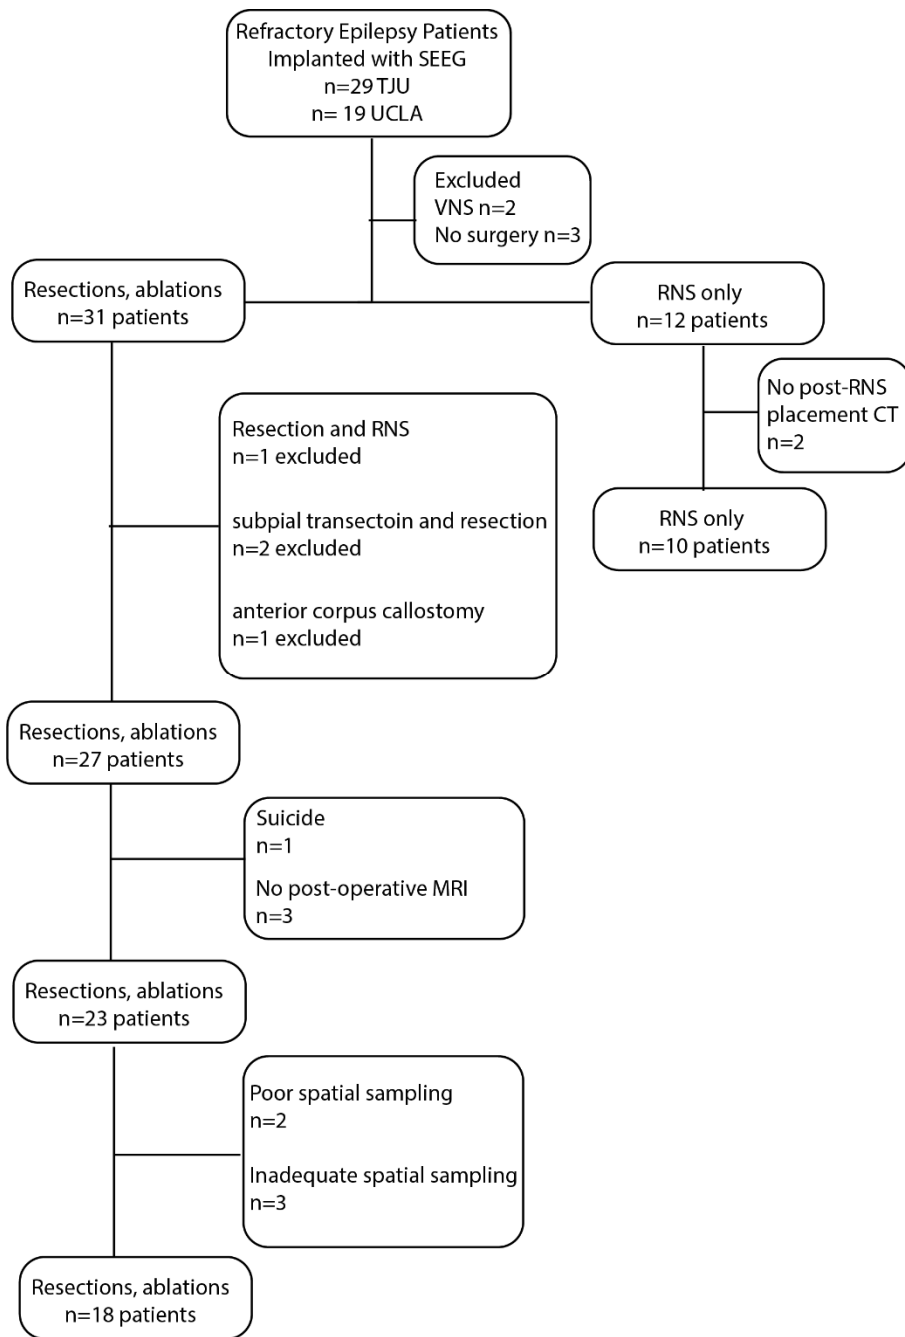 Refractory Epilepsy Patients
Implanted with SEEG
n=29 TJU
n= 19 UCLA
Excluded
VNS n=2
No surgery n=3
Resections, ablations
n=31 patients
RNS only
n=12 patients
No post-RNS
placement CT
n=2
RNS only
n=10 patients
Resection and RNS
n=1 excluded
subpial transectoin and resection
n=2 excluded
anterior corpus callostomy
n=1 excluded
Resections, ablations
n=27 patients
Suicide
n=1
No post-operative MRI
n=3
Resections, ablations
n=23 patients
Poor spatial sampling
n=2
Inadequate spatial sampling
n=3
Resections, ablations
n=18 patients